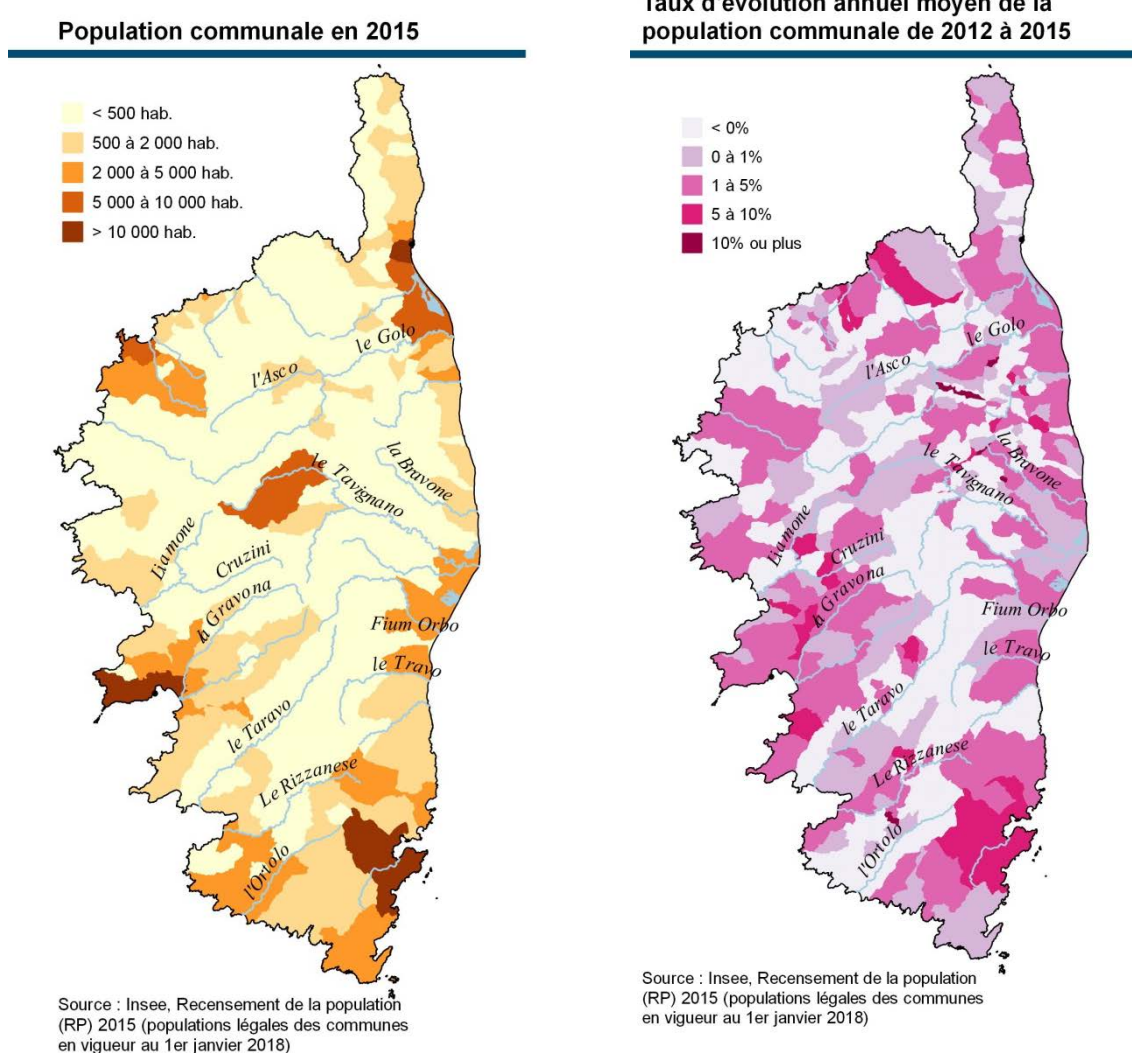 Population communale en 2015
< 500 hab.
500 à 2 000 hab.
2 000 à 5 000 hab.
5 000 à 10 000 hab.
> 10 000 hab.
le Golo
l'Asco
le Tavignano
la Bravone
Liamone
Cruzini
la Gravona
Fium Orbo
le Travo
le Taravo
Le Rizzanese
l'Ortolo
Source : Insee, Recensement de la population
(RP) 2015 (populations légales des communes
en vigueur au 1er janvier 2018)
Taux d'évolution annuel moyen de la
population communale de 2012 à 2015
< 0%
0 à 1%
1 à 5%
5 à 10%
10% ou plus
le Golo
l'Asco
la Bravone
le Tavignano
Liamone
Cruzini
la Gravona
Fium Orbo
le Travo
le Taravo
Le Rizzanese
l'Ortolo
Source : Insee, Recensement de la population
(RP) 2015 (populations légales des communes
en vigueur au 1er janvier 2018)